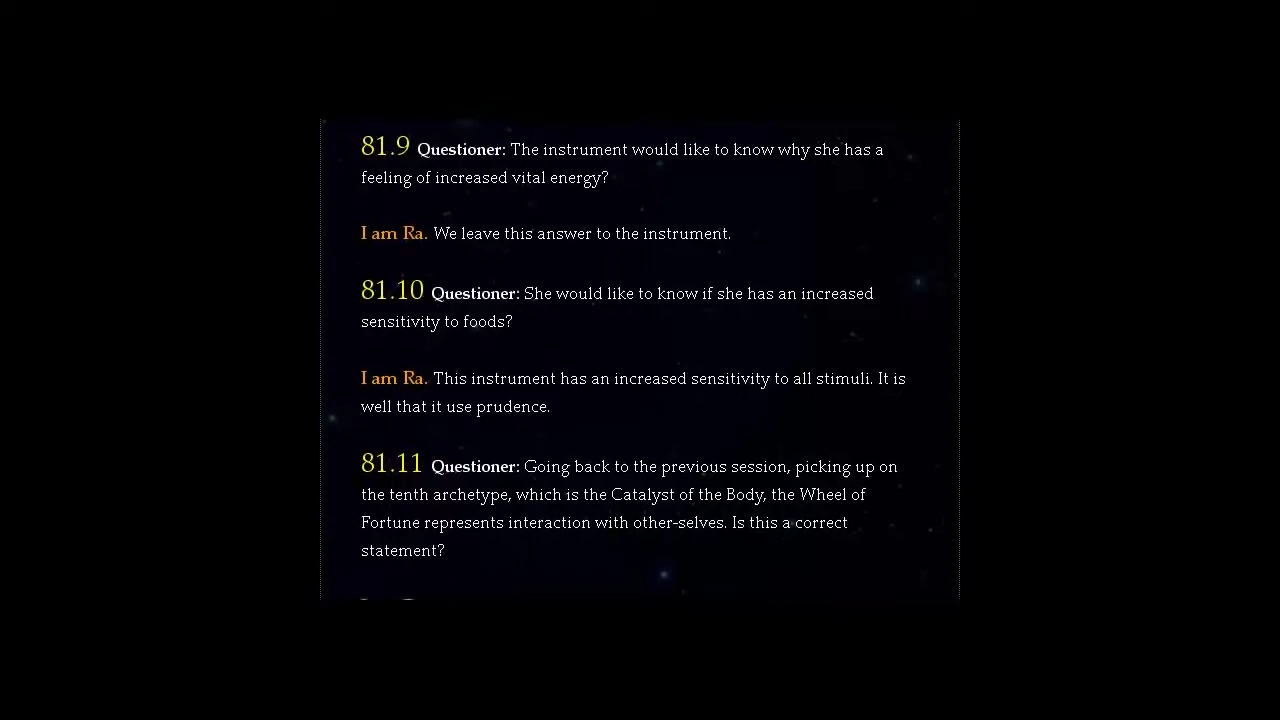 81.9 Questioner: The instrument would like to know why she has a
feeling of increased vital energy?
I am Ra. We leave this answer to the instrument.
81.10 Questioner: She would like to know if she has an increased
sensitivity to foods?
I am Ra. This instrument has an increased sensitivity to all stimuli. It is
well that it use prudence.
81.11 Questioner: Going back to the previous session, picking up on
the tenth archetype, which is the Catalyst of the Body, the Wheel of
Fortune represents interaction with other-selves. Is this a correct
statement?